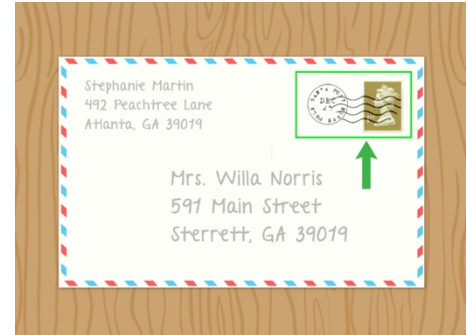 Stephanie Martin
492 Peachtree Lane
Atlanta, GA 39019
DEC
Mrs. Willa Norris
591 Main Street
Sterrett, GA 39019